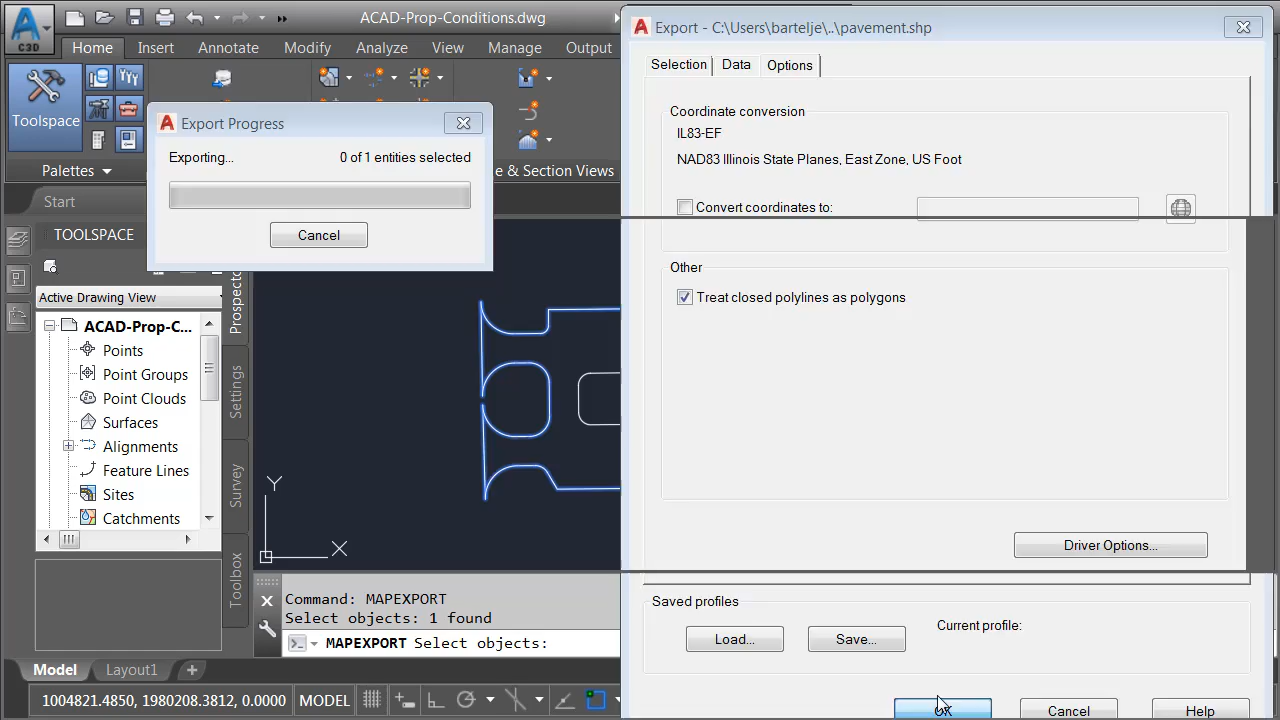 ACAD-Prop-Conditions.dwg
C3D
Home Insert Annotate Modify Analyze View Manage Output
Toolspace
Palettes
e & Section Views
Start
Export Progress
Exporting... 0 of 1 entities selected
Cancel
TOOLSPACE
Active Drawing View
ACAD-Prop-C...
Points
Point Groups
Point Clouds
Surfaces
Alignments
Feature Lines
Sites
Catchments
Prospecto
Settings
Survey
Toolbox
Y
X
Command: MAPEXPORT
Select objects: 1 found
MAPEXPORT Select objects:
Model Layout1 +
1004821.4850, 1980208.3812, 0.0000 MODEL
Export - C:\Users\bartelje\..\pavement.shp
Selection Data Options
Coordinate conversion
IL83-EF
NAD83 Illinois State Planes, East Zone, US Foot
Convert coordinates to:
Other
Treat closed polylines as polygons
Driver Options...
Saved profiles
Load... Save... Current profile:
OK Cancel Help